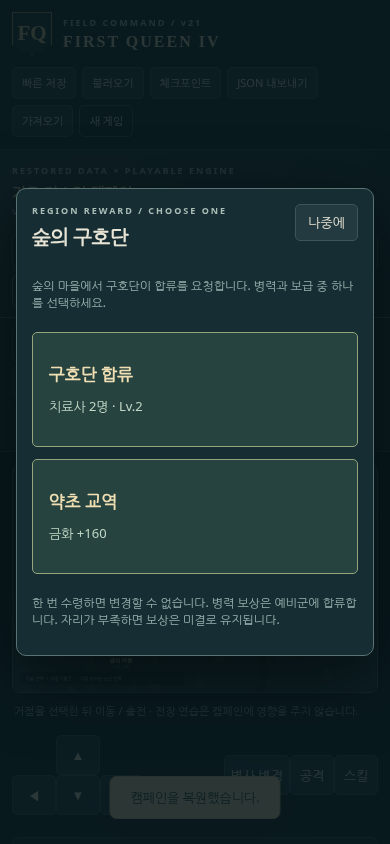 FQ
FIELD COMMAND / v21
FIRST QUEEN IV
빠른 저장
불러오기
체크포인트
JSON 내보내기
가져오기
새 게임
RESTORED DATA × PLAYABLE ENGINE
REGION REWARD / CHOOSE ONE
숲의 구호단
나중에
숲의 마을에서 구호단이 합류를 요청합니다. 병력과 보급 중 하나
를 선택하세요.
구호단 합류
치료사 2명 · Lv.2
약초 교역
금화 +160
한 번 수령하면 변경할 수 없습니다. 병력 보상은 예비군에 합류합
니다. 자리가 부족하면 보상은 미결로 유지됩니다.
거점을 선택한 뒤 이동 / 출전 · 전장 연습은 캠페인에 영향을 주지 않습니다.
▲
◀
▼
공격
스킬
캠페인을 복원했습니다.